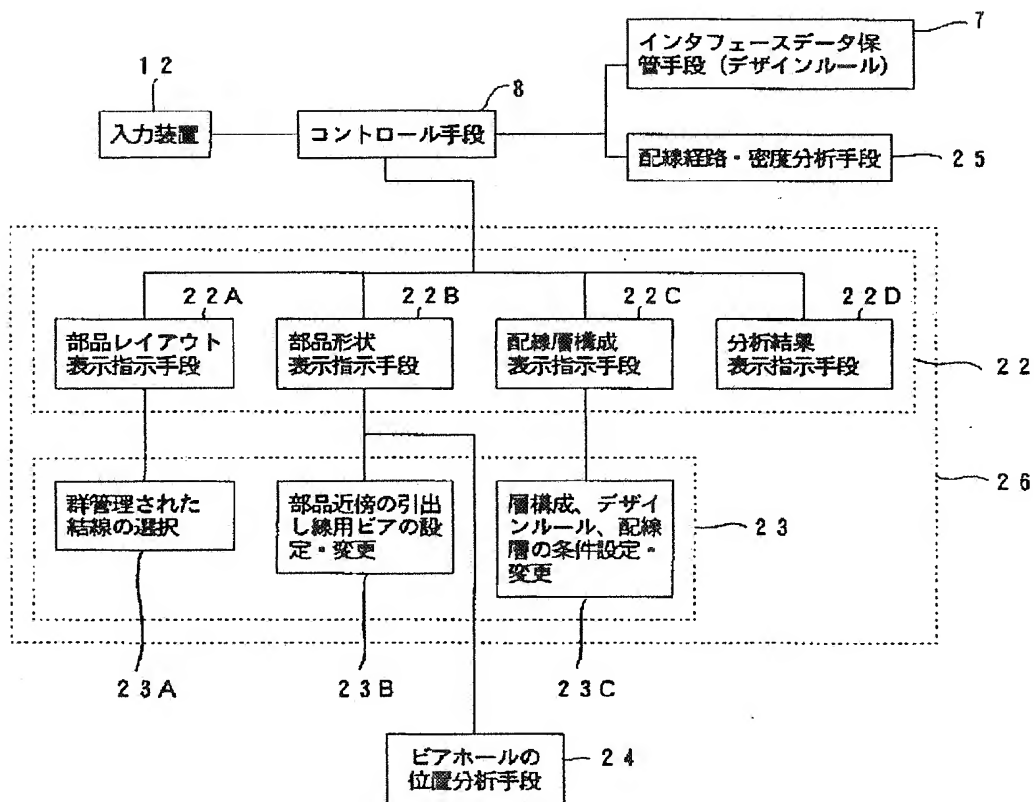 7
インタフェースデータ保
管手段（デザインルール）
12
8
入力装置
コントロール手段
配線経路・密度分析手段
25
22A
22B
22C
22D
部品レイアウト
表示指示手段
部品形状
表示指示手段
配線層構成
表示指示手段
分析結果
表示指示手段
22
26
群管理された
結線の選択
部品近傍の引出
し線用ビアの設
定・変更
層構成、デザ
インルール、配線
層の条件設定・
変更
23
23A
23B
23C
ビアホールの
位置分析手段
24